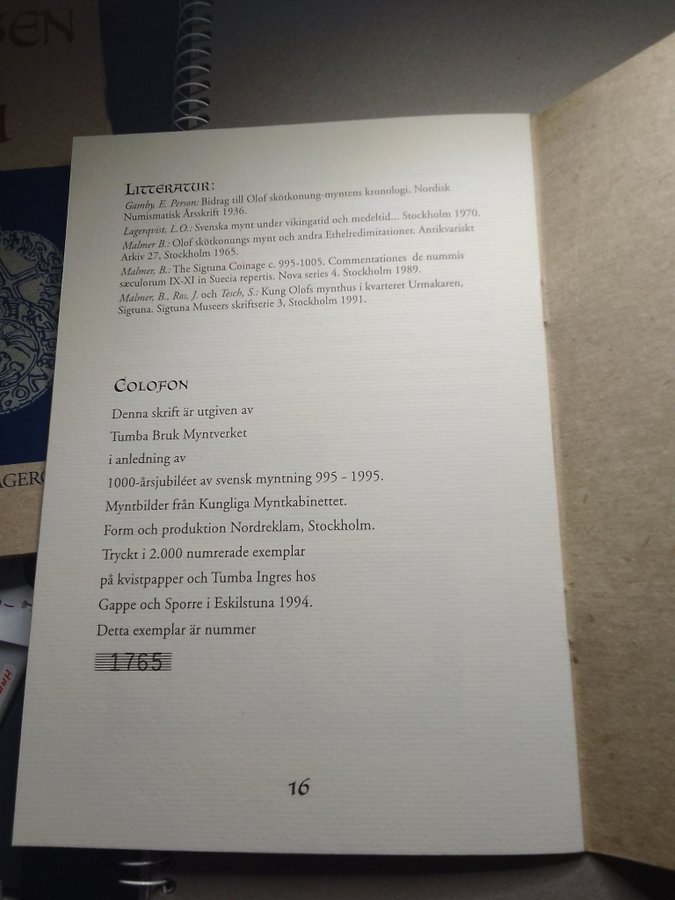 SEN
LITTERATUR:
Gamby, E. Person: Bidrag till Olof skötkonung-myntens kronologi, Nordisk
Numismatisk Årsskrift 1936.
Lagerqvist, L.O.: Svenska mynt under vikingatid och medeltid... Stockholm 1970.
Malmer B.: Olof skötkonungs mynt och andra Ethelredimitationer. Antikvariskt
Arkiv 27, Stockholm 1965.
Malmer, B.: The Sigtuna Coinage c. 995-1005. Commentationes de nummis
sæculorum IX-XI in Suecia repertis. Nova series 4. Stockholm 1989.
Malmer, B., Ros, J. och Tesch, S.: Kung Olofs mynthus i kvarteret Urmakaren,
Sigtuna. Sigtuna Museers skriftserie 3, Stockholm 1991.
COLOFON
Denna skrift är utgiven av
Tumba Bruk Myntverket
i anledning av
1000-årsjubiléet av svensk myntning 995 - 1995.
Myntbilder från Kungliga Myntkabinettet.
Form och produktion Nordreklam, Stockholm.
Tryckt i 2.000 numrerade exemplar
på kvistpapper och Tumba Ingres hos
Gappe och Sporre i Eskilstuna 1994.
Detta exemplar är nummer
1765
16